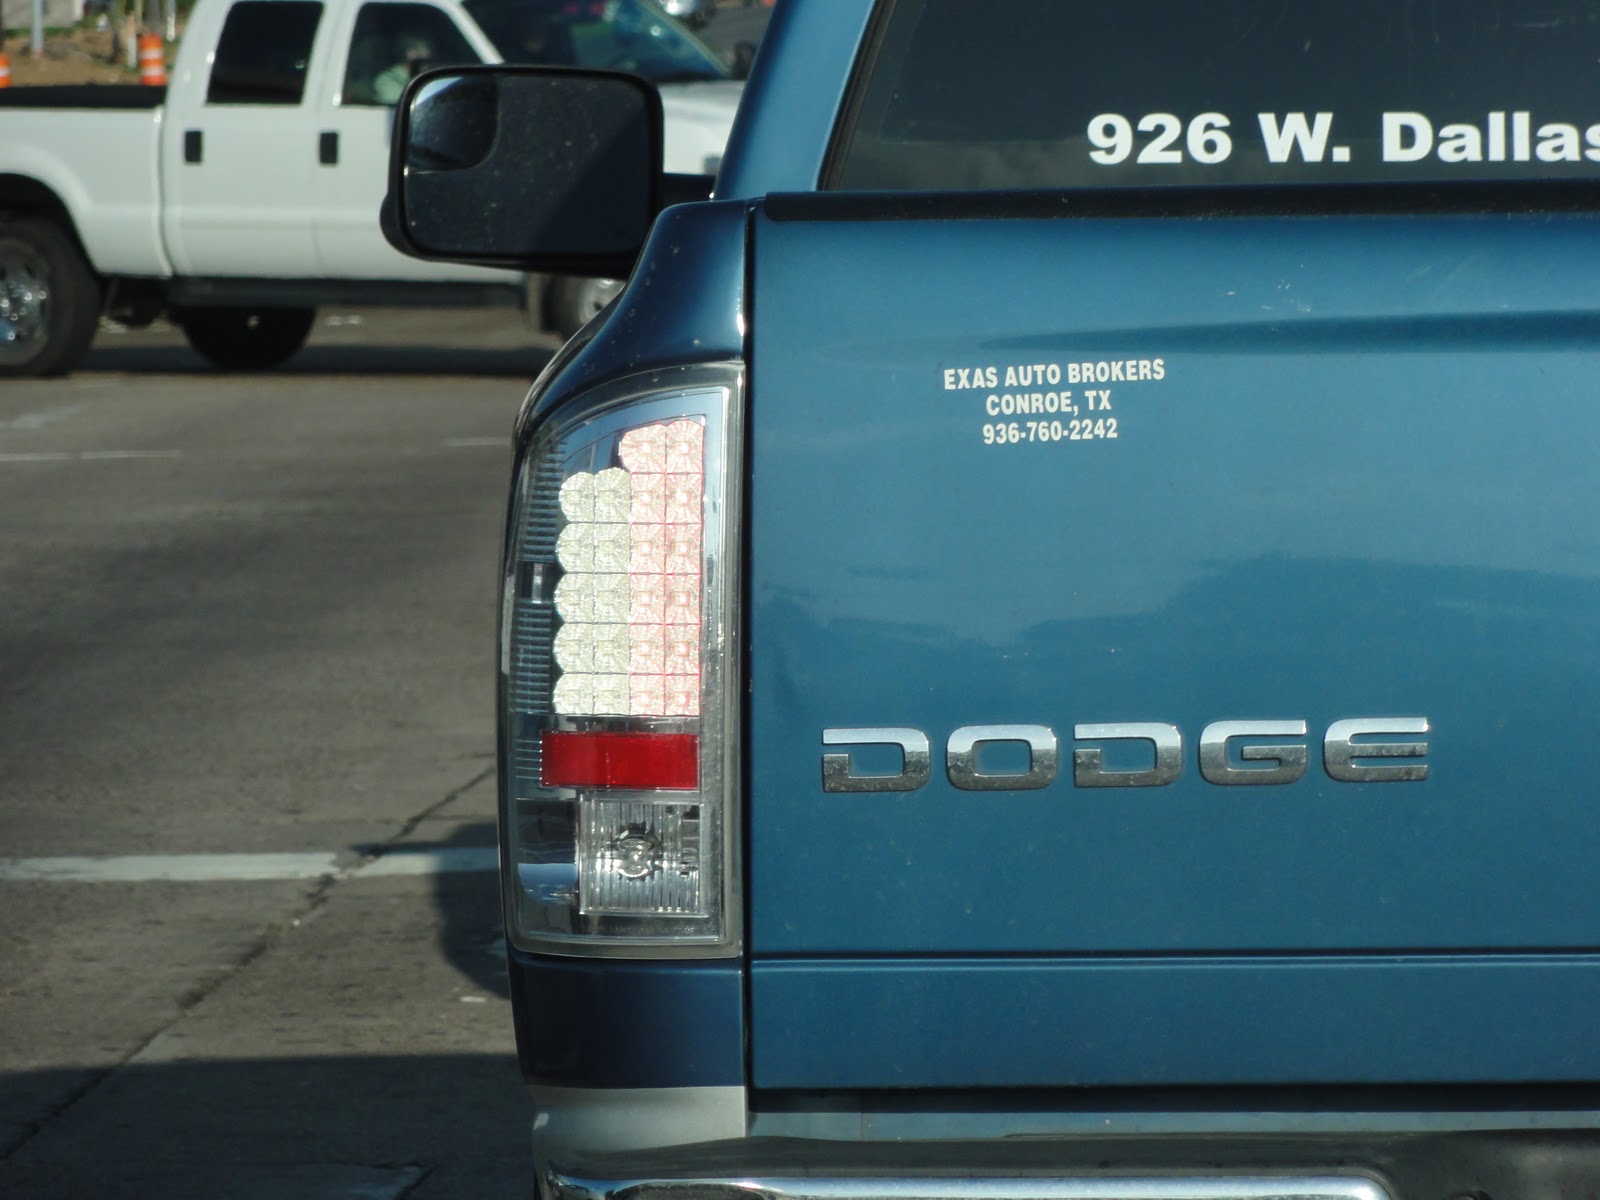 926 W. Dallas
EXAS AUTO BROKERS
CONROE, TX
936-760-2242
DODGE